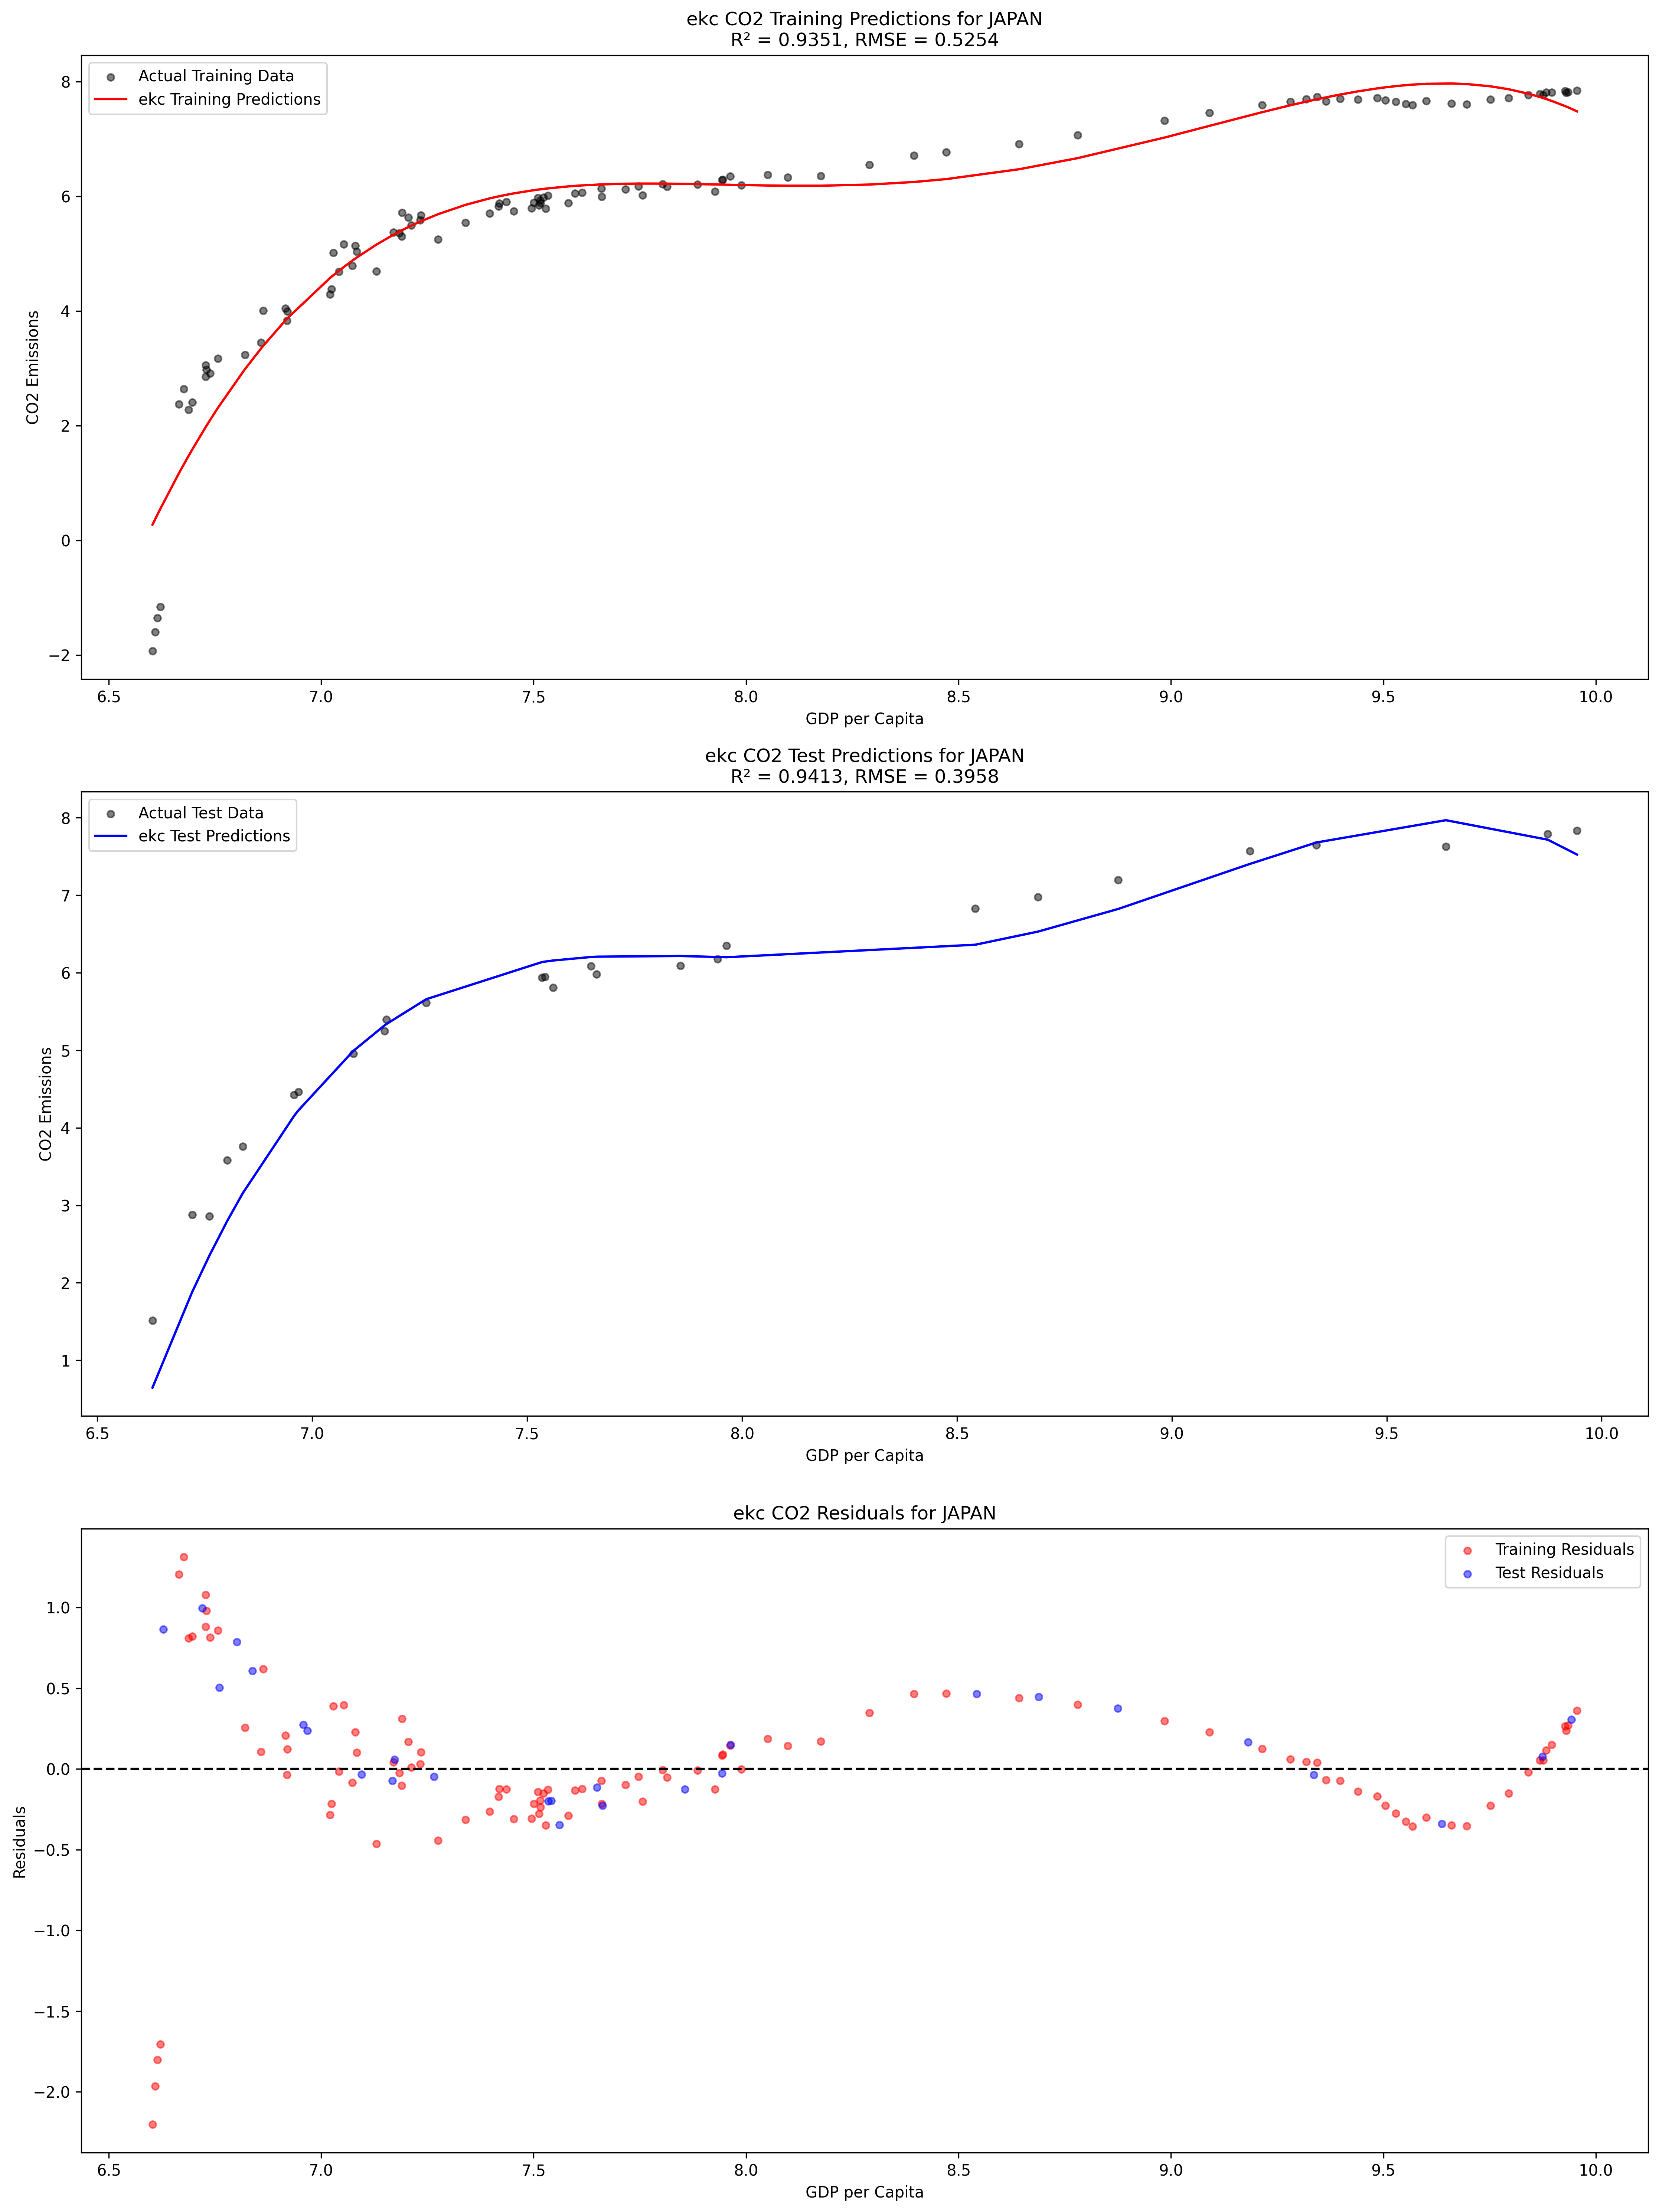 ekc CO2 Training Predictions for JAPAN
R² = 0.9351, RMSE = 0.5254
Actual Training Data
ekc Training Predictions
8
6
4
2
0
−2
CO2 Emissions
6.5 7.0 7.5 8.0 8.5 9.0 9.5 10.0
GDP per Capita
ekc CO2 Test Predictions for JAPAN
R² = 0.9413, RMSE = 0.3958
Actual Test Data
ekc Test Predictions
8
7
6
5
4
3
2
1
CO2 Emissions
6.5 7.0 7.5 8.0 8.5 9.0 9.5 10.0
GDP per Capita
ekc CO2 Residuals for JAPAN
Training Residuals
Test Residuals
1.0
0.5
0.0
−0.5
−1.0
−1.5
−2.0
Residuals
6.5 7.0 7.5 8.0 8.5 9.0 9.5 10.0
GDP per Capita